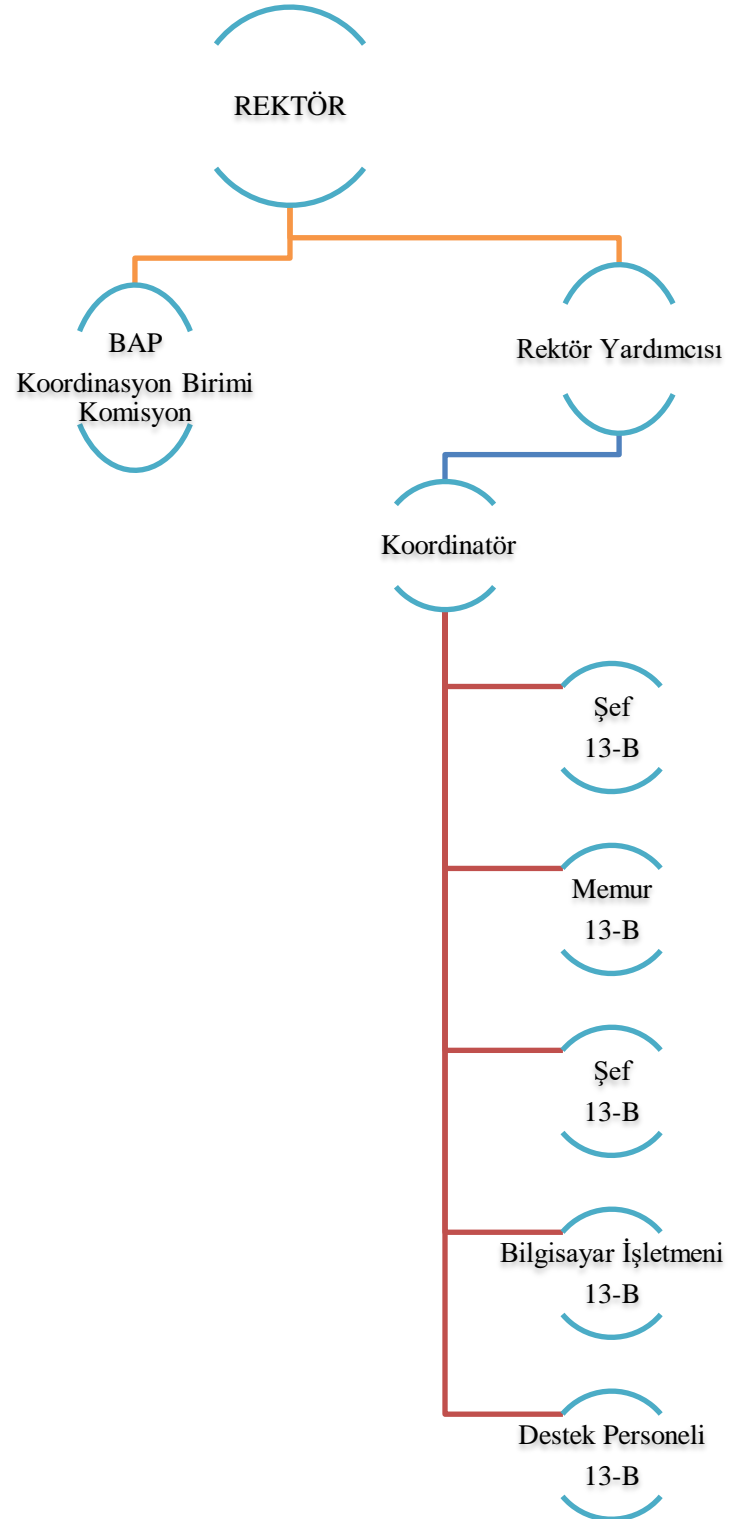 REKTÖR
BAP
Koordinasyon Birimi
Komisyon
Rektör Yardımcısı
Koordinatör
Şef
13-B
Memur
13-B
Şef
13-B
Bilgisayar İşletmeni
13-B
Destek Personeli
13-B